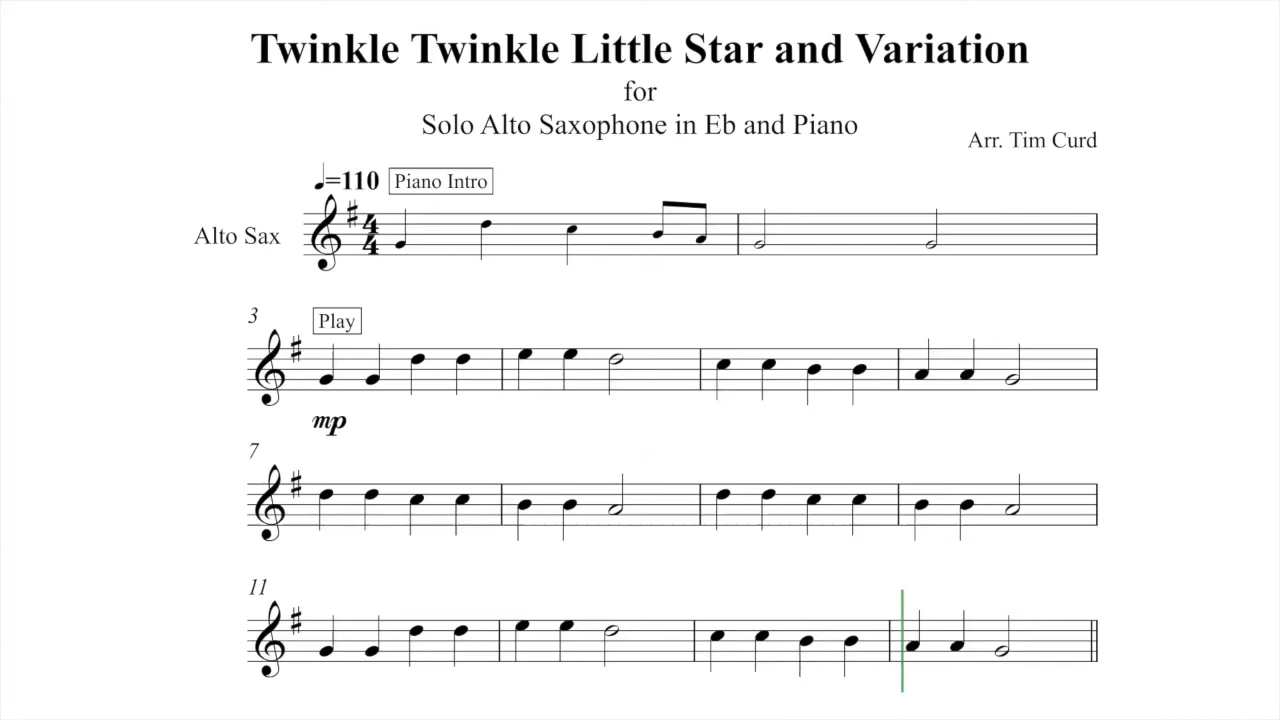 Twinkle Twinkle Little Star and Variation
for
Solo Alto Saxophone in Eb and Piano
Arr. Tim Curd
♩=110 Piano Intro
Alto Sax
4
4
3
Play
mp
7
11